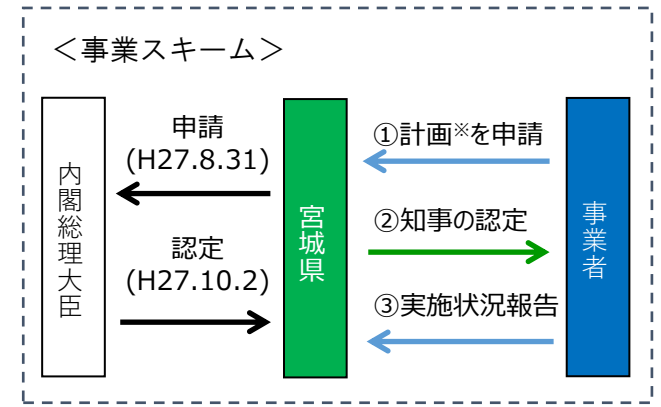 ＜事業スキーム＞
内閣総理大臣
申請
(H27.8.31)
認定
(H27.10.2)
宮城県
①計画※を申請
②知事の認定
③実施状況報告
事業者